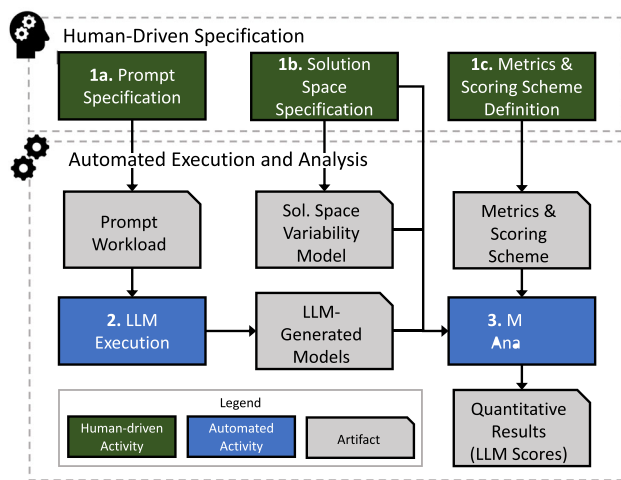 Human-Driven Specification
1a. Prompt
Specification
1b. Solution
Space
Specification
1c. Metrics &
Scoring Scheme
Definition
Automated Execution and Analysis
Prompt
Workload
Sol. Space
Variability
Model
Metrics &
Scoring
Scheme
2. LLM
Execution
LLM-
Generated
Models
3.
Quantitative
Results
(LLM Scores)
Legend
Human-driven
Activity
Automated
Activity
Artifact